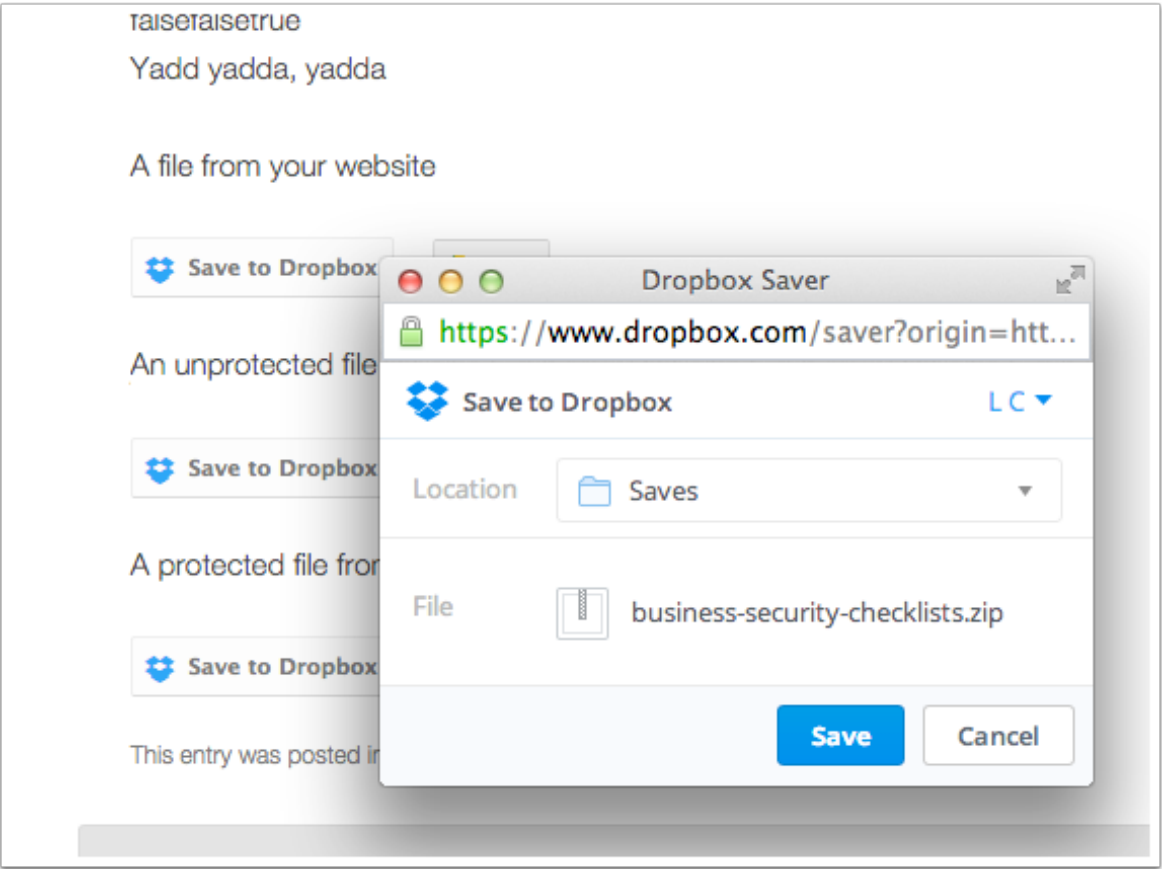 falsefalsetrue
Yadd yadda, yadda
A file from your website
Save to Dropbox
An unprotected file
Save to Dropbox
A protected file from
Save to Dropbox
This entry was posted in
Dropbox Saver
https://www.dropbox.com/saver?origin=htt...
Save to Dropbox
L C
Location
Saves
File
business-security-checklists.zip
Save
Cancel